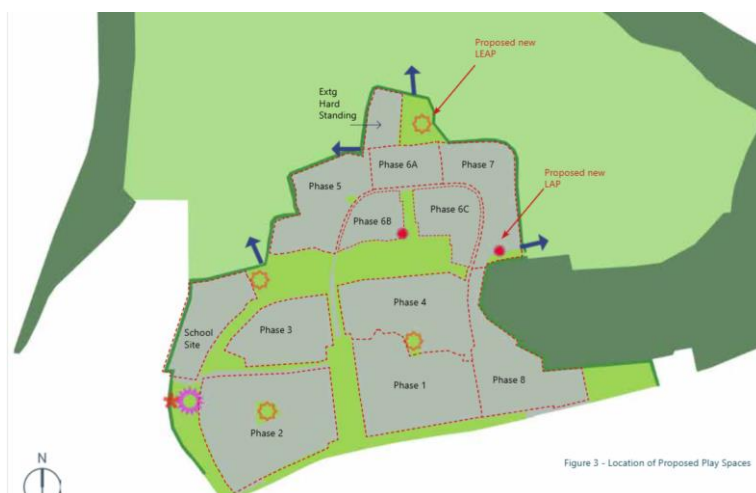 Proposed new
LEAP
Extg
Hard
Standing
Phase 6A
Phase 7
Phase 5
Proposed new
LAP
Phase 6B
Phase 6C
Phase 4
School
Site
Phase 3
Phase 1
Phase 8
Phase 2
N
Figure 3 - Location of Proposed Play Spaces